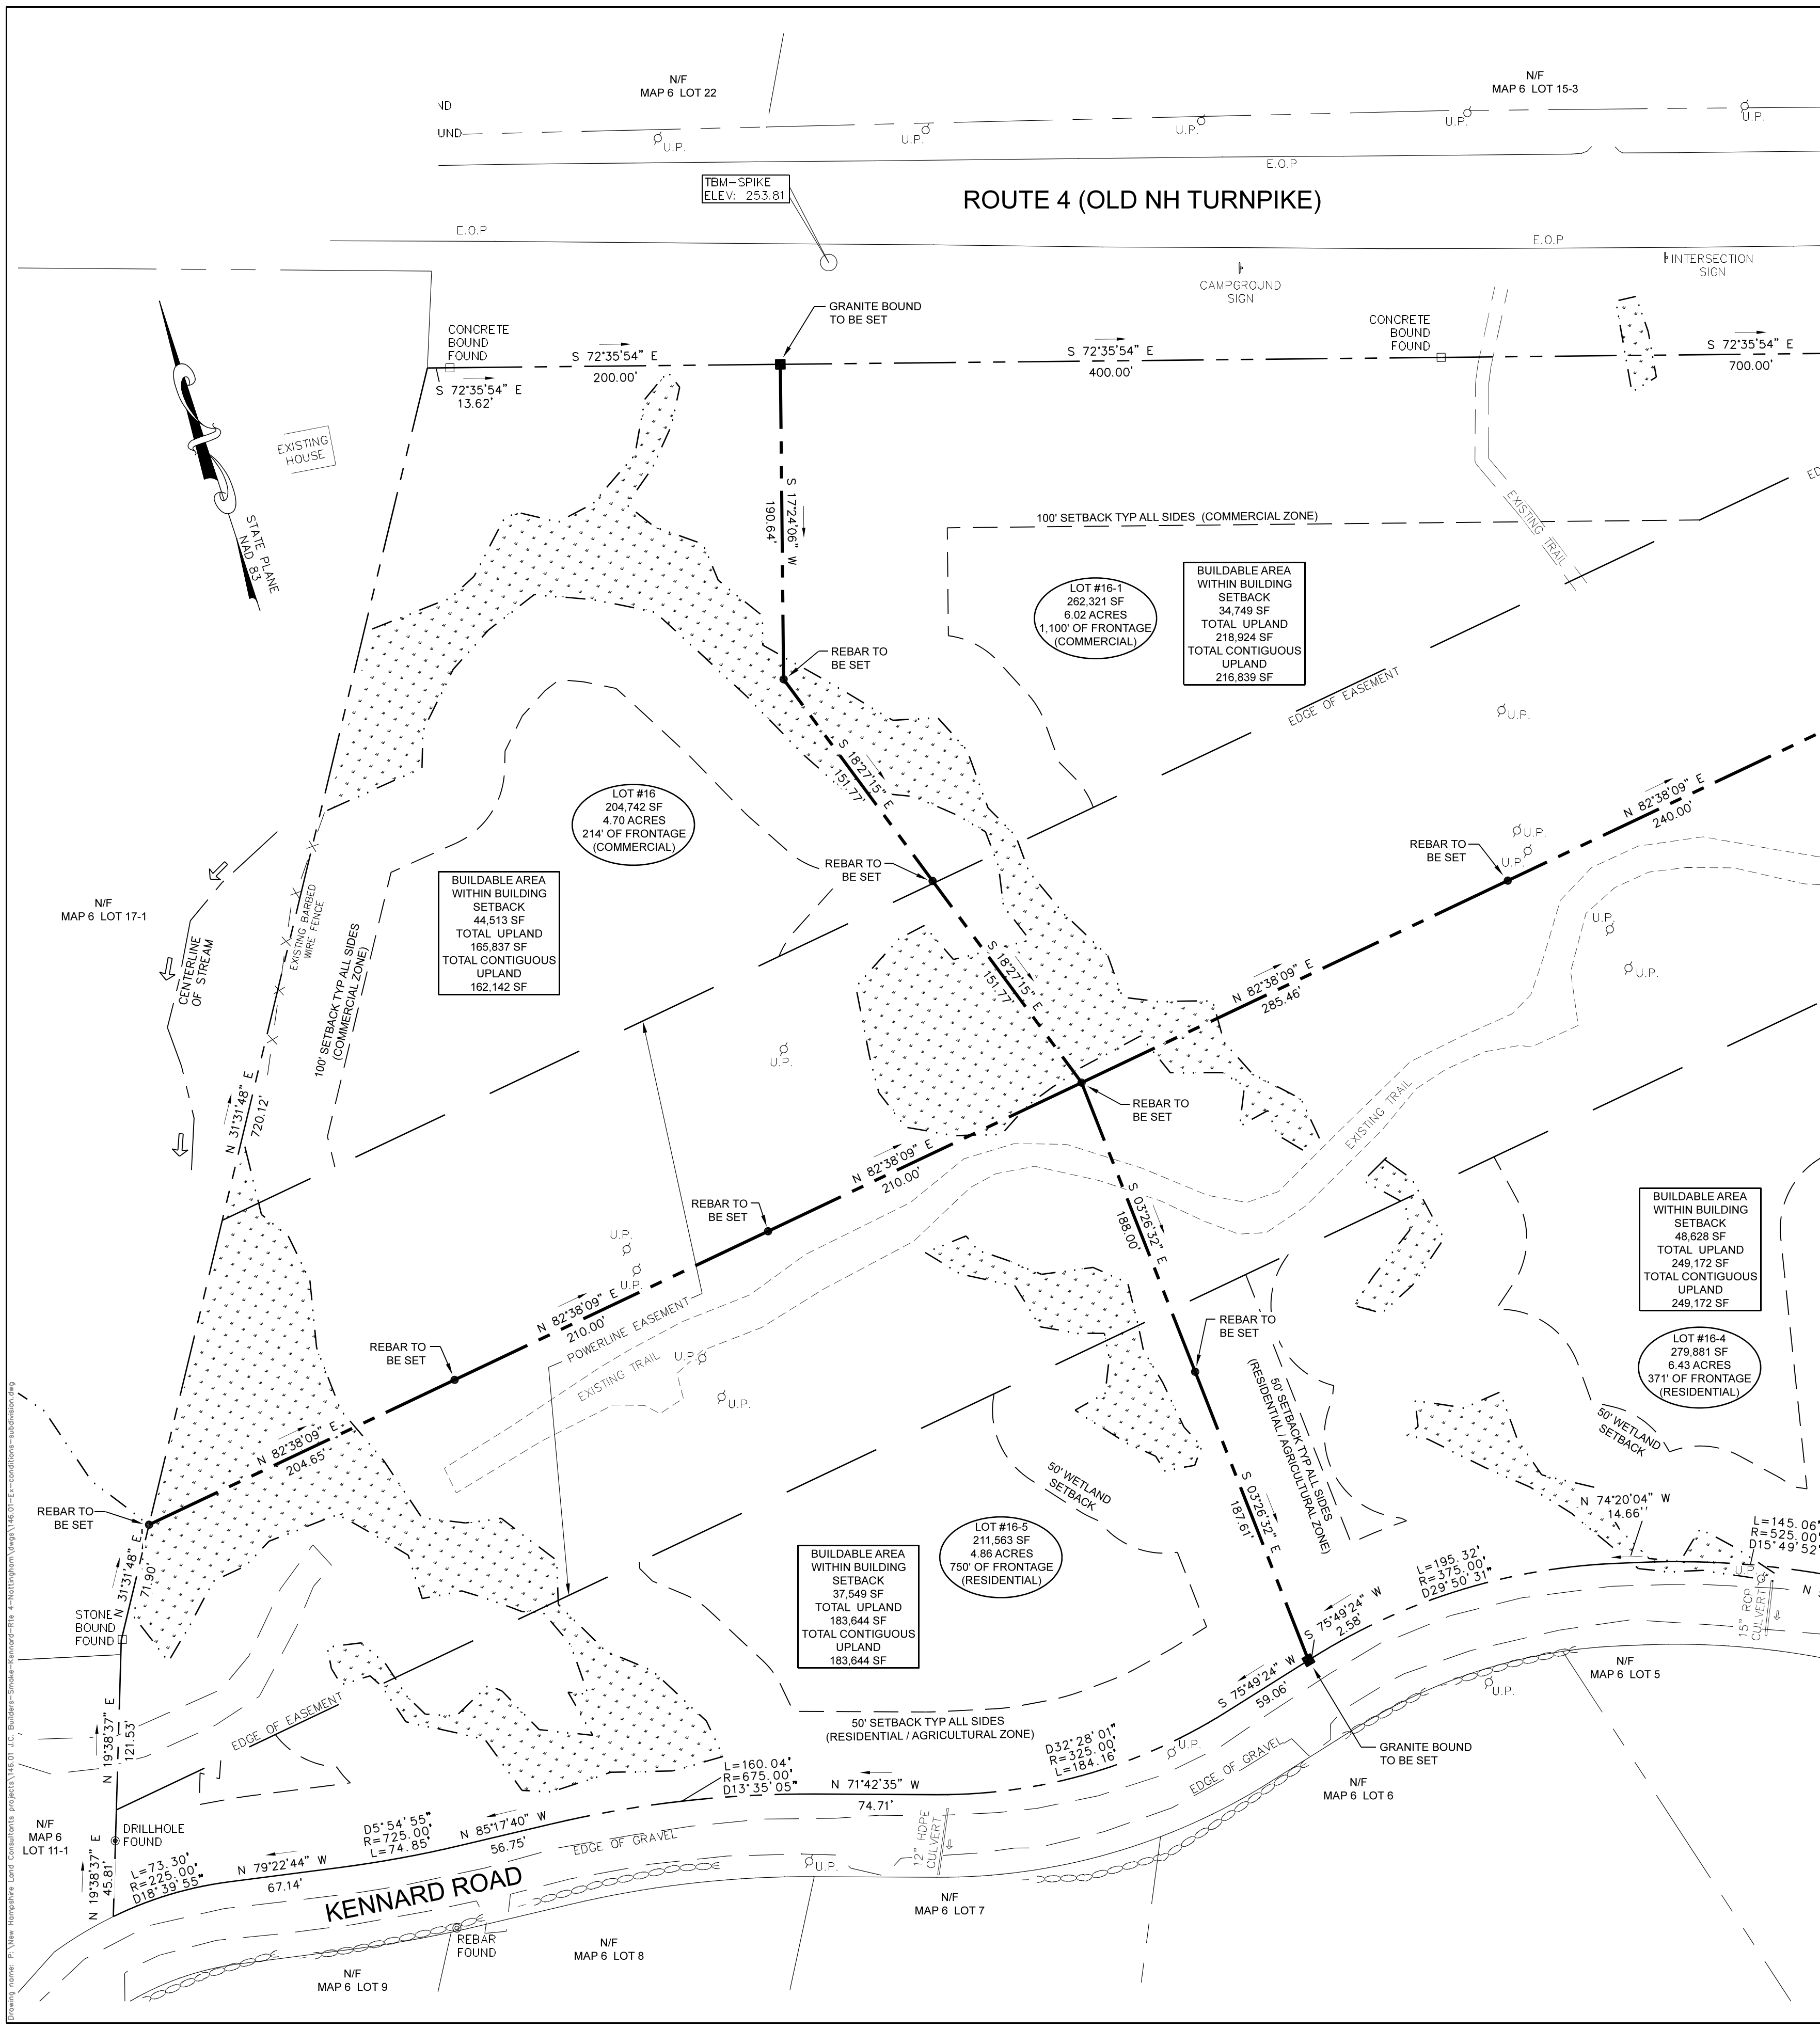 N/F
MAP 6 LOT 22
N/F
MAP 6 LOT 15-3
ND
UND
U.P.
U.P.
U.P.
U.P.
U.P.
E.O.P
TBM-SPIKE
ELEV: 253.81
ROUTE 4 (OLD NH TURNPIKE)
E.O.P
E.O.P
INTERSECTION
SIGN
CAMPGROUND
SIGN
GRANITE BOUND
TO BE SET
CONCRETE
BOUND
FOUND
CONCRETE
BOUND
FOUND
S 72°35'54" E
200.00'
S 72°35'54" E
400.00'
S 72°35'54" E
700.00'
S 72°35'54" E
13.62'
EXISTING
HOUSE
STATE PLANE
NAD 83
S 17°24'06" W
190.64'
100' SETBACK TYP ALL SIDES (COMMERCIAL ZONE)
EXISTING TRAIL
ED
LOT #16-1
262,321 SF
6.02 ACRES
1,100' OF FRONTAGE
(COMMERCIAL)
BUILDABLE AREA
WITHIN BUILDING
SETBACK
34,749 SF
TOTAL UPLAND
218,924 SF
TOTAL CONTIGUOUS
UPLAND
216,839 SF
REBAR TO
BE SET
EDGE OF EASEMENT
U.P.
S 18°27'15" E
151.77'
LOT #16
204,742 SF
4.70 ACRES
214' OF FRONTAGE
(COMMERCIAL)
N 82°38'09" E
240.00'
U.P.
U.P.
REBAR TO
BE SET
REBAR TO
BE SET
BUILDABLE AREA
WITHIN BUILDING
SETBACK
44,513 SF
TOTAL UPLAND
165,837 SF
TOTAL CONTIGUOUS
UPLAND
162,142 SF
N/F
MAP 6 LOT 17-1
CENTERLINE
OF STREAM
EXISTING BARBED
WIRE FENCE
100' SETBACK TYP ALL SIDES
(COMMERCIAL ZONE)
U.P.
U.P.
S 18°27'15" E
151.77'
N 82°38'09" E
285.46'
U.P.
N 31°31'48" E
720.12'
REBAR TO
BE SET
EXISTING TRAIL
N 82°38'09" E
210.00'
REBAR TO
BE SET
S 03°26'32" E
188.00'
BUILDABLE AREA
WITHIN BUILDING
SETBACK
48,628 SF
TOTAL UPLAND
249,172 SF
TOTAL CONTIGUOUS
UPLAND
249,172 SF
U.P.
U.P.
N 82°38'09" E
210.00'
POWERLINE EASEMENT
REBAR TO
BE SET
REBAR TO
BE SET
EXISTING TRAIL
U.P.
U.P.
LOT #16-4
279,881 SF
6.43 ACRES
371' OF FRONTAGE
(RESIDENTIAL)
50' SETBACK TYP ALL SIDES
(RESIDENTIAL / AGRICULTURAL ZONE)
50' WETLAND
SETBACK
N 82°38'09" E
204.65'
50' WETLAND
SETBACK
S 03°26'32" E
187.61'
REBAR TO
BE SET
N 74°20'04" W
14.66'
L=145.06'
R=525.00'
D15°49'52"
LOT #16-5
211,563 SF
4.86 ACRES
750' OF FRONTAGE
(RESIDENTIAL)
BUILDABLE AREA
WITHIN BUILDING
SETBACK
37,549 SF
TOTAL UPLAND
183,644 SF
TOTAL CONTIGUOUS
UPLAND
183,644 SF
L=195.32'
R=375.00'
D29°50'31"
U.P.
N
15" RCP
CULVERT
N 31°31'48" E
71.90'
STONE
BOUND
FOUND
S 75°49'24" W
2.58'
S 75°49'24" W
59.06'
N/F
MAP 6 LOT 5
U.P.
N 19°38'37" E
121.53'
EDGE OF EASEMENT
50' SETBACK TYP ALL SIDES
(RESIDENTIAL / AGRICULTURAL ZONE)
D32°28'01"
R=325.00'
L=184.16'
U.P.
GRANITE BOUND
TO BE SET
EDGE OF GRAVEL
N/F
MAP 6 LOT 6
L=160.04'
R=675.00'
D13°35'05"
N 71°42'35" W
74.71'
N/F
MAP 6
LOT 11-1
DRILLHOLE
FOUND
N 19°38'37" E
45.81'
L=73.30'
R=225.00'
D18°39'55"
N 79°22'44" W
67.14'
D5°54'55"
R=725.00'
L=74.85'
N 85°17'40" W
56.75'
EDGE OF GRAVEL
12" HDPE
CULVERT
U.P.
KENNARD ROAD
REBAR
FOUND
N/F
MAP 6 LOT 7
N/F
MAP 6 LOT 8
N/F
MAP 6 LOT 9
Drawing name: P:\New Hampshire Land Consultants projects\146.01 J.C. Builders-Smoke-Kennard-Rte 4-Nottingham\dwgs\146.01-Ex-conditions-subdivision.dwg